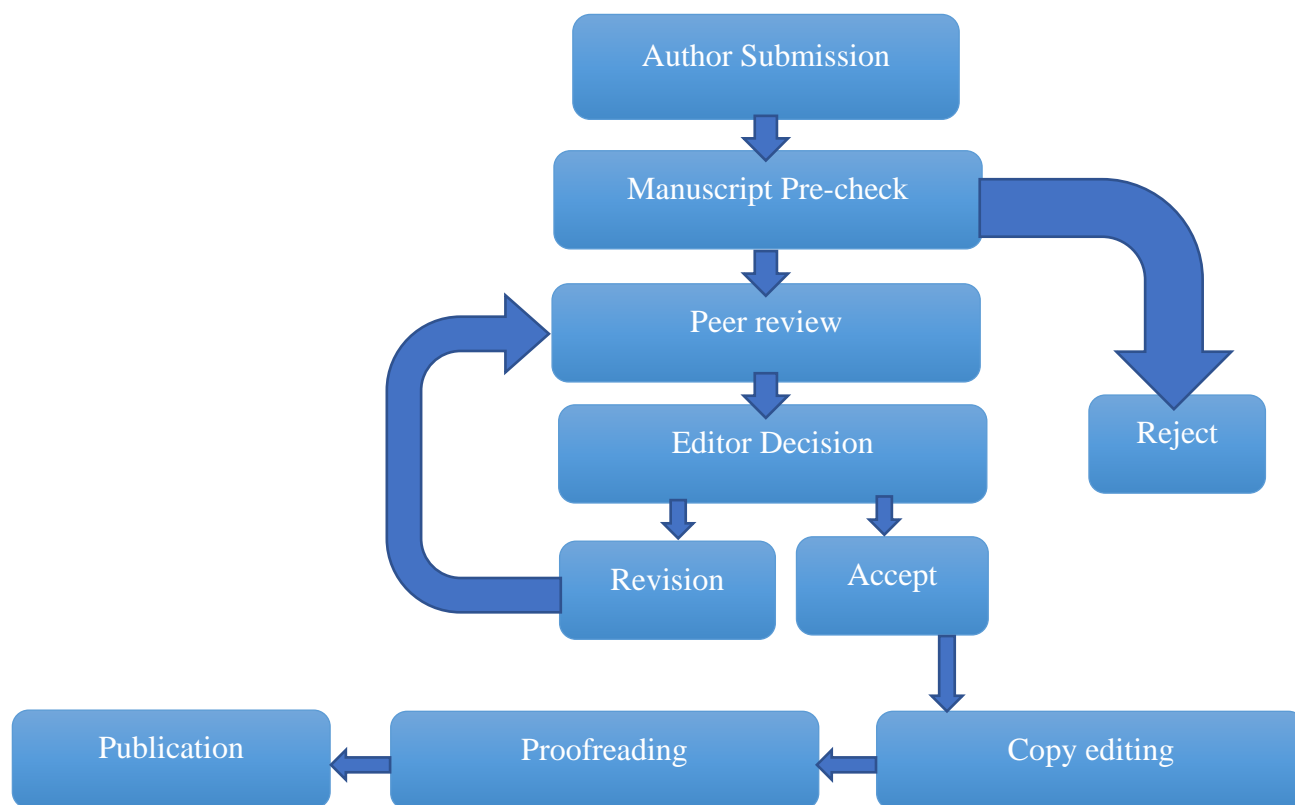 Author Submission
Manuscript Pre-check
Peer review
Editor Decision
Reject
Revision
Accept
Publication
Proofreading
Copy editing